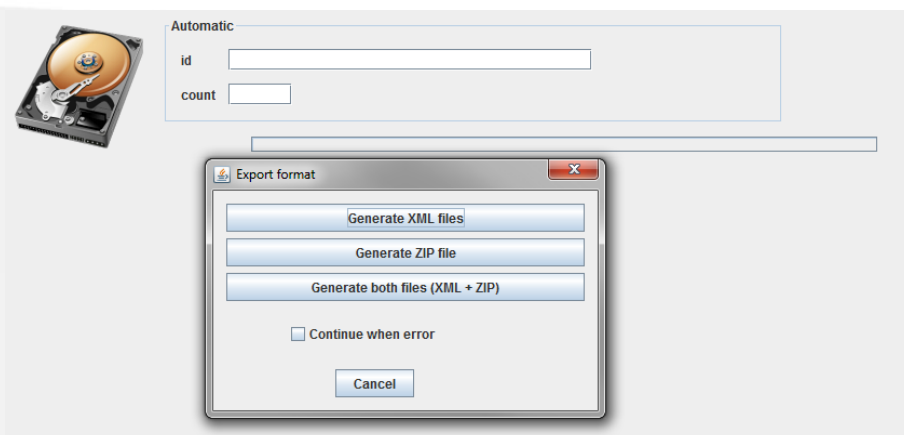 Automatic
id
count
Export format
Generate XML files
Generate ZIP file
Generate both files (XML + ZIP)
Continue when error
Cancel